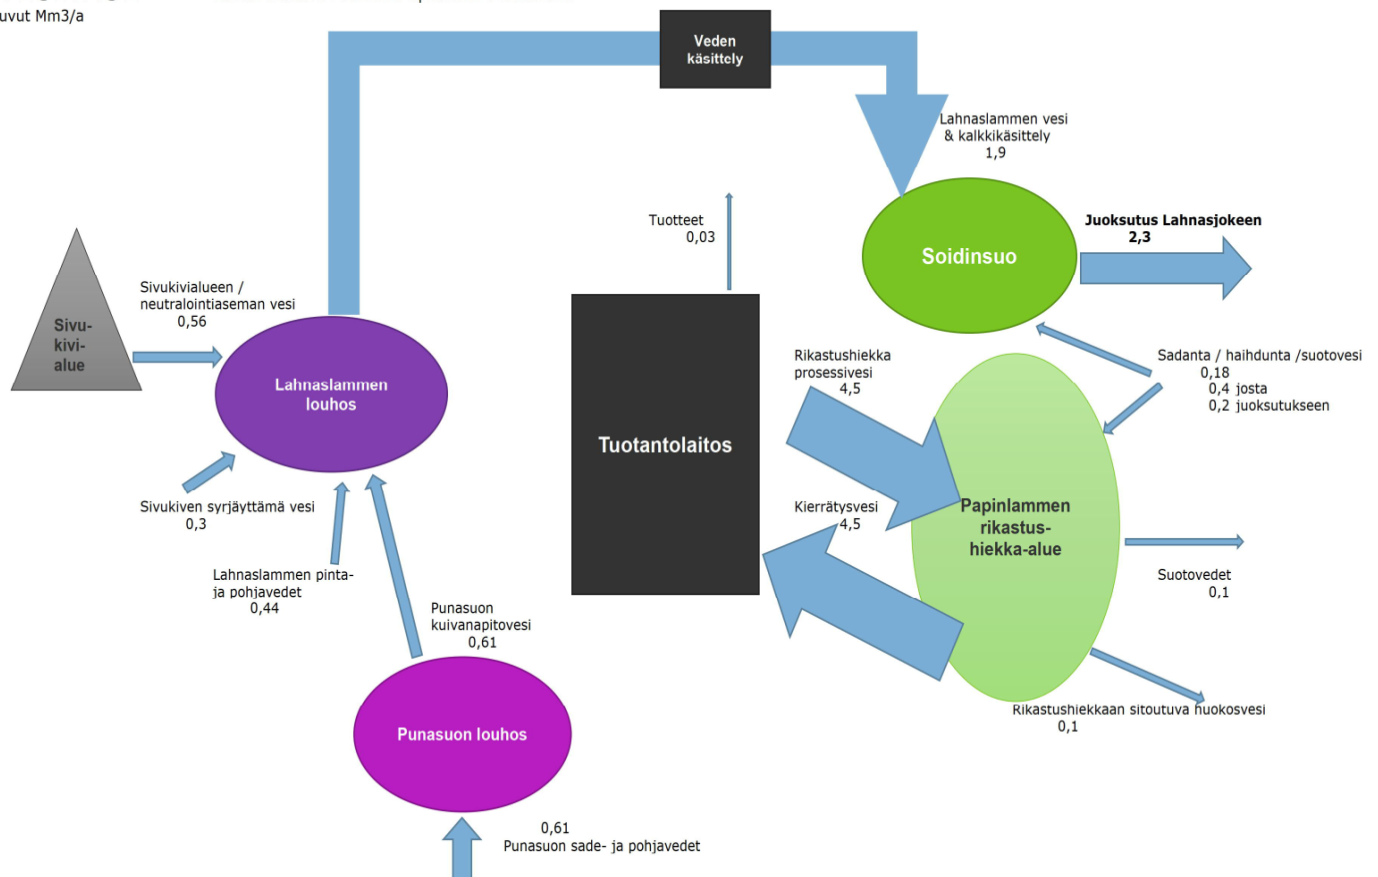 uvut Mm3/a
Veden
käsittely
Lahnaslammen vesi
& kalkkikäsittely
1,9
Tuotteet
0,03
Soidinsuo
Juoksutus Lahnasjokeen
2,3
Sivukivialueen /
neutralointiaseman vesi
0,56
Sivu-
kivi-
alue
Lahnaslammen
louhos
Rikastushiekka
prosessivesi
4,5
Sadanta / haihdunta /suotovesi
0,18
0,4 josta
0,2 juoksutukseen
Tuotantolaitos
Sivukiven syrjäyttämä vesi
0,3
Kierrätysvesi
4,5
Papinlammen
rikastus-
hiekka-alue
Lahnaslammen pinta-
ja pohjavedet
0,44
Suotovedet
0,1
Punasuon
kuivanapitovesi
0,61
Rikastushiekkaan sitoutuva huokosvesi
0,1
Punasuon louhos
0,61
Punasuon sade- ja pohjavedet